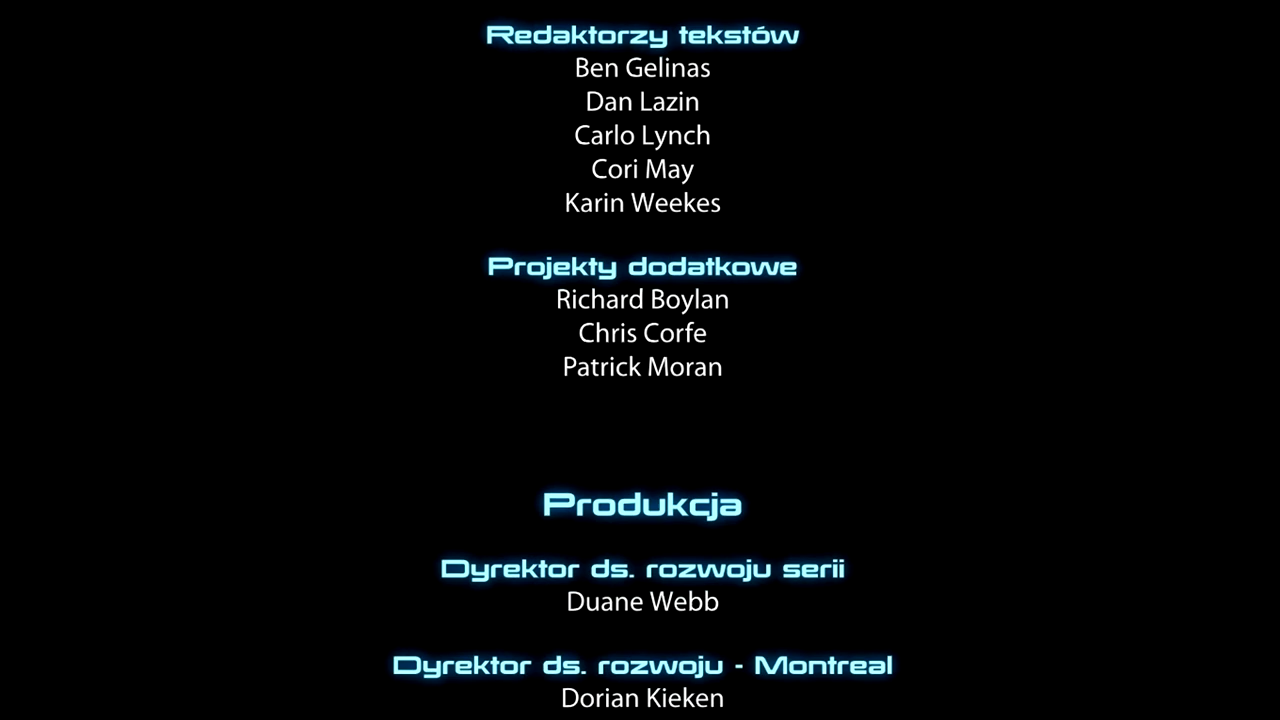 Redaktorzy tekstów
Ben Gelinas
Dan Lazin
Carlo Lynch
Cori May
Karin Weekes
Projekty dodatkowe
Richard Boylan
Chris Corfe
Patrick Moran
Produkcja
Dyrektor ds. rozwoju serii
Duane Webb
Dyrektor ds. rozwoju - Montreal
Dorian Kieken